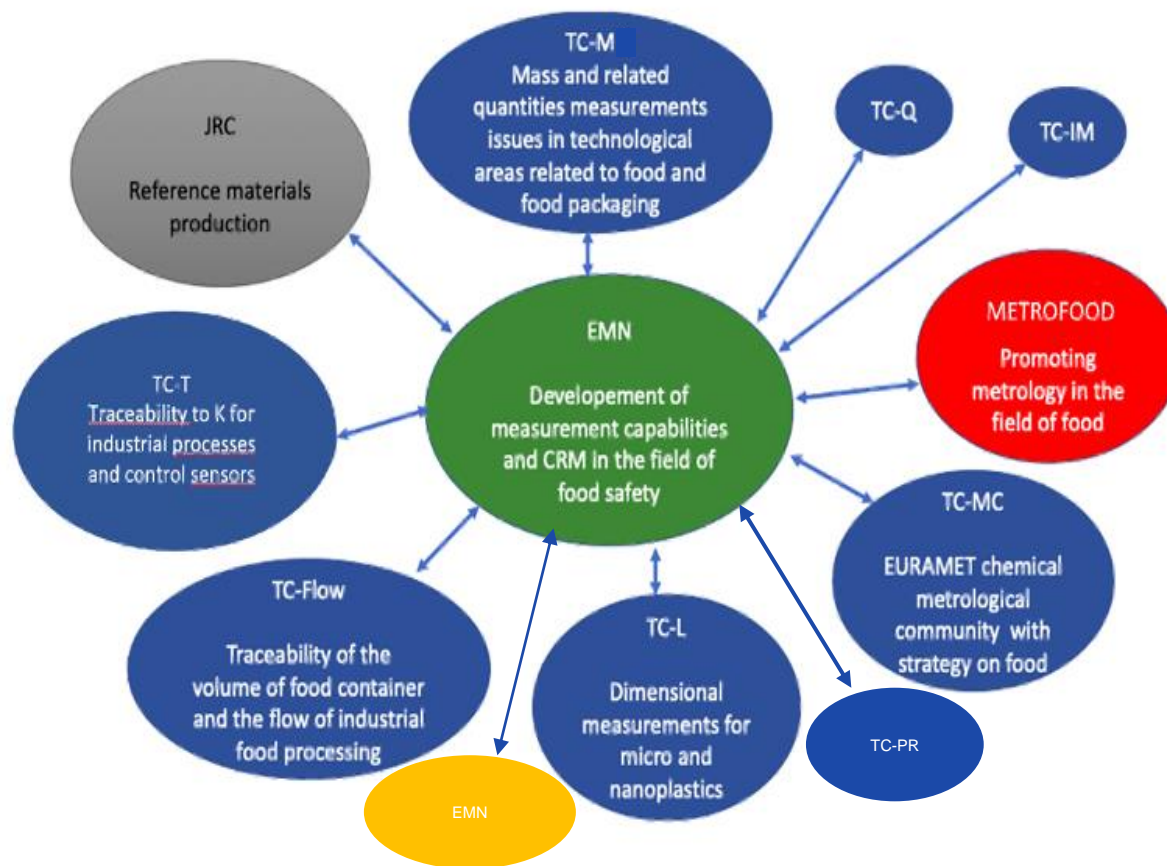 TC-M
Mass and related
quantities measurements
issues in technological
areas related to food and
food packaging
TC-Q
TC-IM
JRC
Reference materials
production
METROFOOD
Promoting
metrology in the
field of food
EMN
Developement of
measurement capabilities
and CRM in the field of
food safety
TC-T
Traceability to K for
industrial processes
and control sensors
TC-MC
EURAMET chemical
metrological
community with
strategy on food
TC-Flow
Traceability of the
volume of food container
and the flow of industrial
food processing
TC-L
Dimensional
measurements for
micro and
nanoplastics
TC-PR
EMN